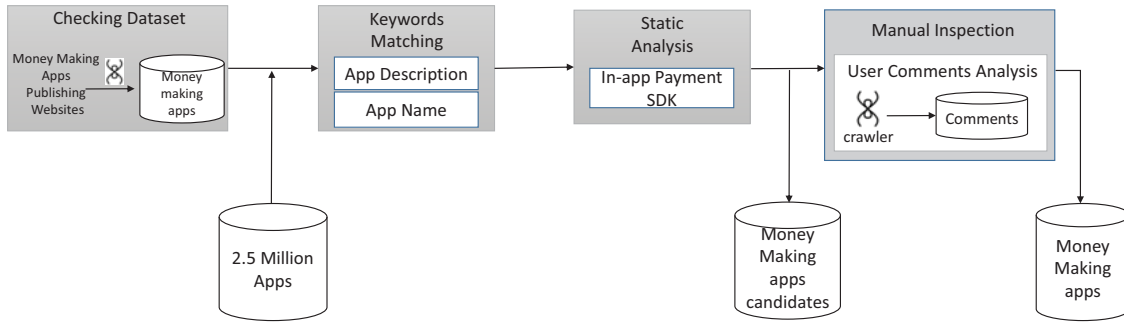 Checking Dataset
Money Making
Apps
Publishing
Websites
Money
making
apps
Keywords
Matching
App Description
App Name
Static
Analysis
In-app Payment
SDK
Manual Inspection
User Comments Analysis
crawler
Comments
2.5 Million
Apps
Money
Making
apps
candidates
Money
Making
apps